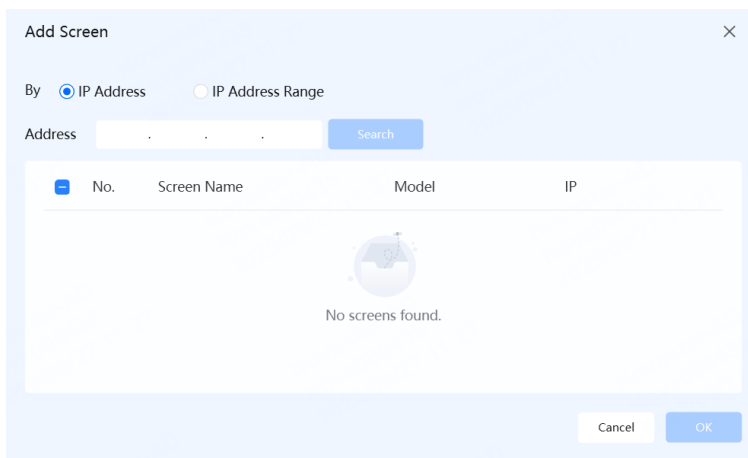 Add Screen
By IP Address IP Address Range
Address . . . Search
No. Screen Name Model IP
No screens found.
Cancel OK